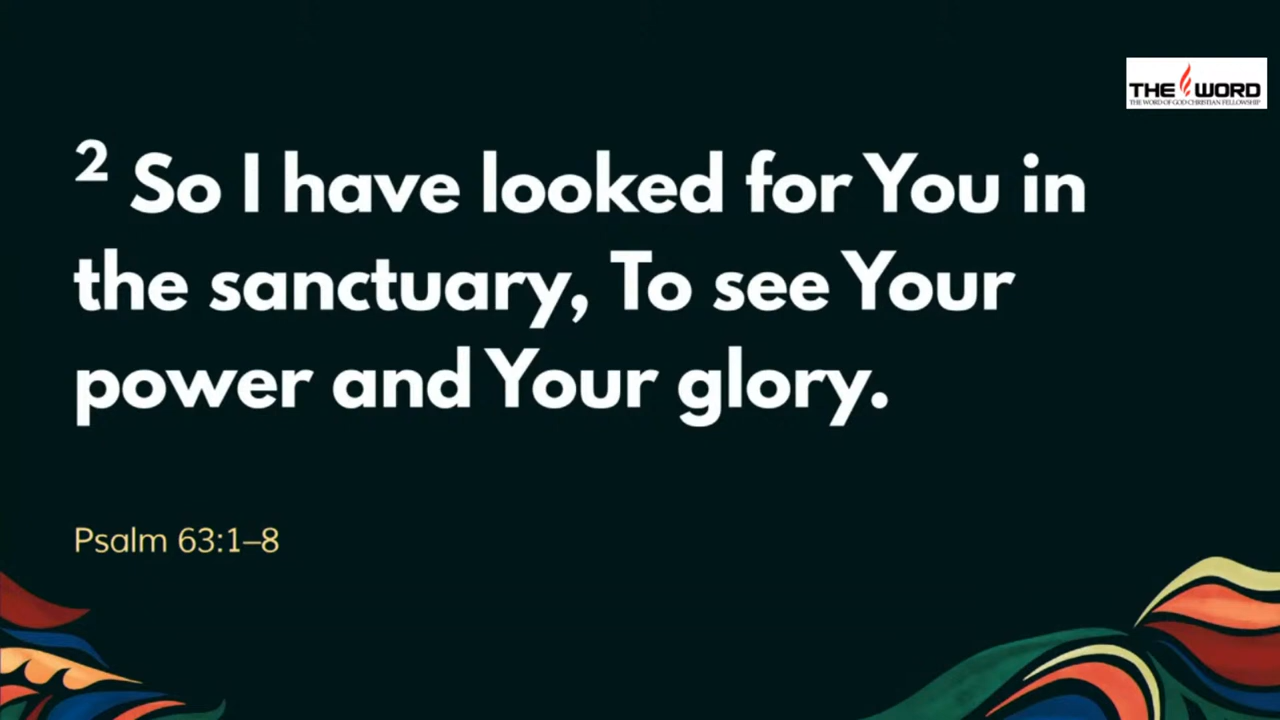 THE WORD
THE WORD OF GOD CHRISTIAN FELLOWSHIP
² So I have looked for You in
the sanctuary, To see Your
power and Your glory.
Psalm 63:1–8